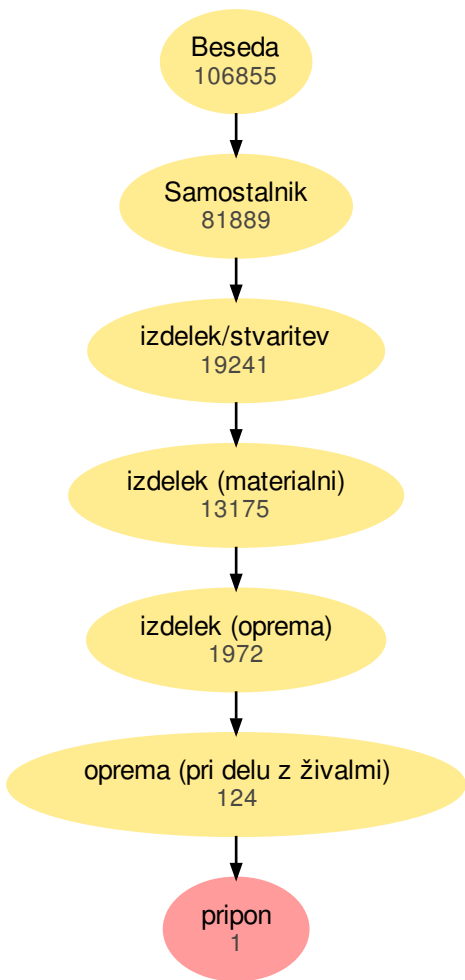 Beseda
106855
Samostalnik
81889
izdelek/stvaritev
19241
izdelek (materialni)
13175
izdelek (oprema)
1972
oprema (pri delu z živalmi)
124
pripon
1